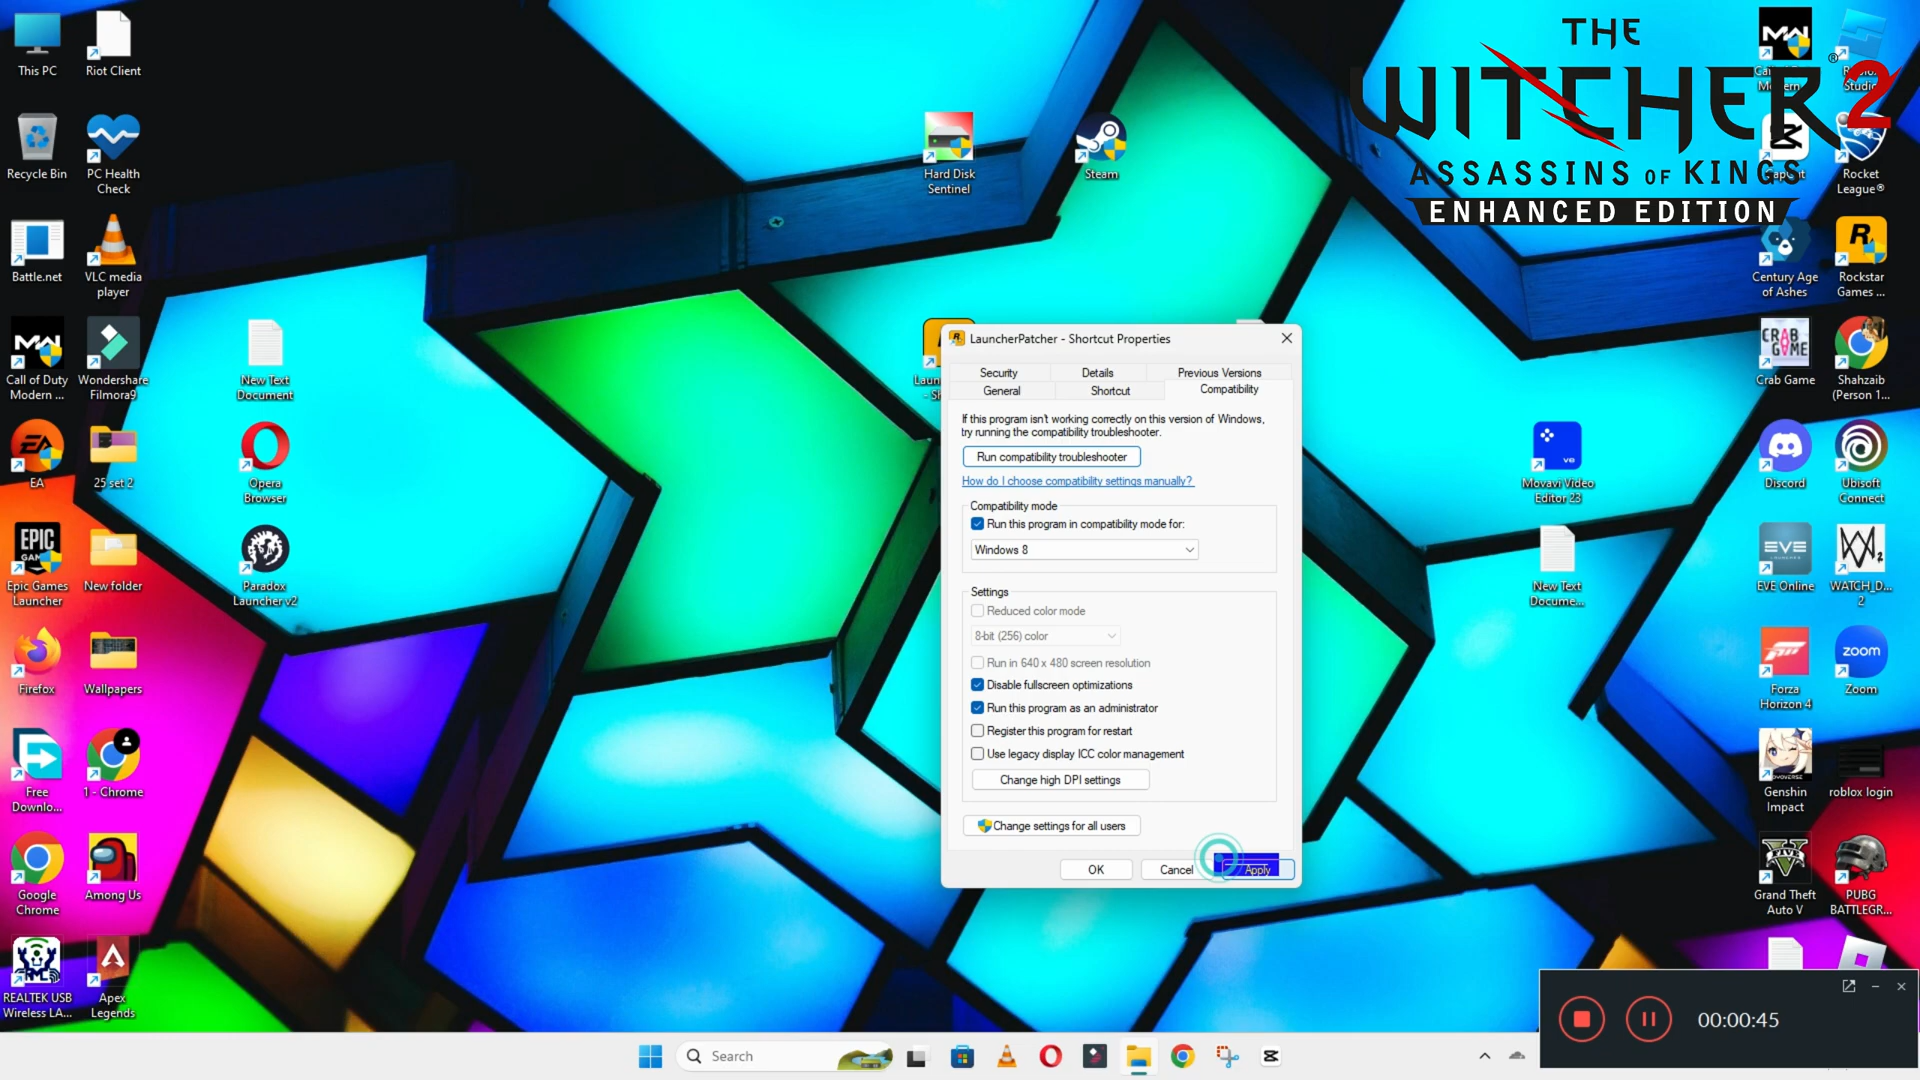 This PC
Riot Client
Recycle Bin
PC Health
Check
Battle.net
VLC media
player
Call of Duty
Modern ...
Wondershare
Filmora9
EA
25 set 2
Epic Games
Launcher
New folder
Firefox
Wallpapers
Free
Downlo...
1 - Chrome
Google
Chrome
Among Us
REALTEK USB
Wireless LA...
Apex
Legends
New Text
Document
Opera
Browser
Paradox
Launcher v2
Hard Disk
Sentinel
Steam
THE
WITCHER® 2
ASSASSINS OF KINGS
ENHANCED EDITION
Rocket
League®
Century Age
of Ashes
Rockstar
Games ...
Crab Game
Shahzaib
(Person 1...
Movavi Video
Editor 23
Discord
Ubisoft
Connect
New Text
Docume...
EVE Online
WATCH_D...
2
Forza
Horizon 4
Zoom
Genshin
Impact
roblox login
Grand Theft
Auto V
PUBG
BATTLEGR...
LauncherPatcher - Shortcut Properties
Security
Details
Previous Versions
General
Shortcut
Compatibility
If this program isn't working correctly on this version of Windows,
try running the compatibility troubleshooter.
Run compatibility troubleshooter
How do I choose compatibility settings manually?
Compatibility mode
Run this program in compatibility mode for:
Windows 8
Settings
Reduced color mode
8-bit (256) color
Run in 640 x 480 screen resolution
Disable fullscreen optimizations
Run this program as an administrator
Register this program for restart
Use legacy display ICC color management
Change high DPI settings
Change settings for all users
OK
Cancel
Apply
00:00:45
Search